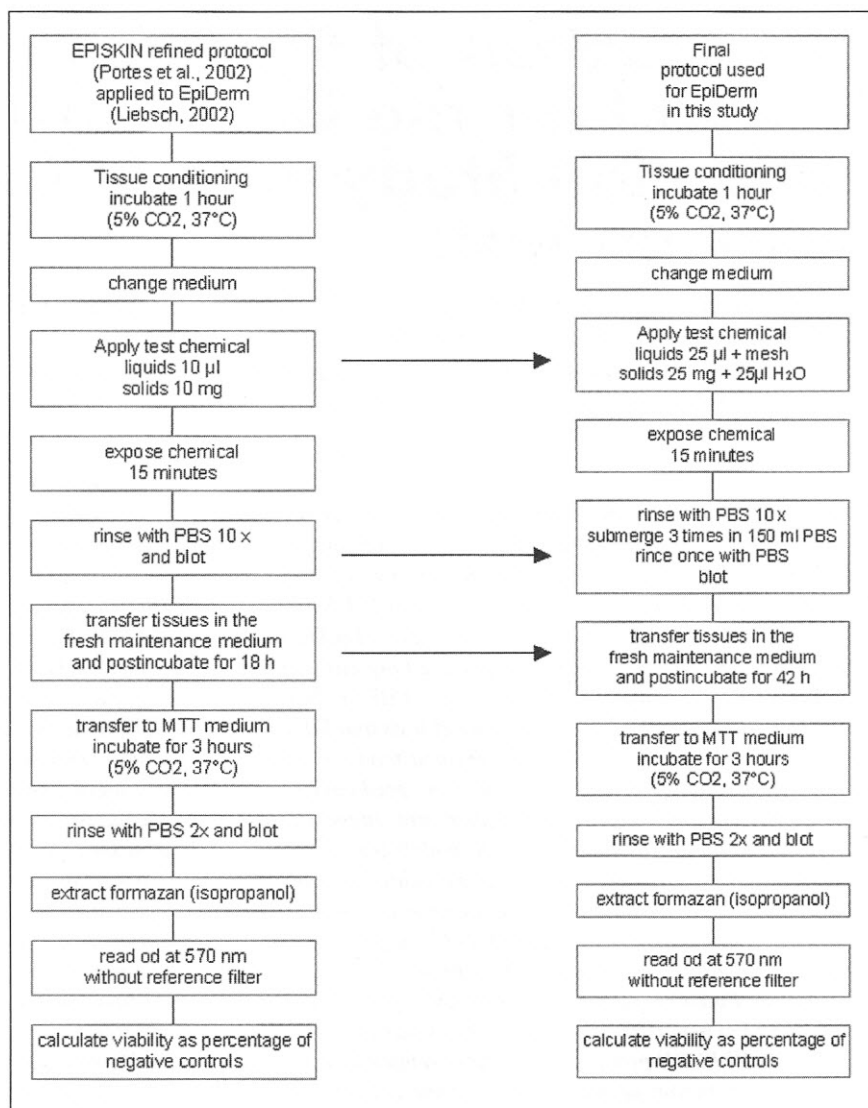 EPISKIN refined protocol
(Portes et al., 2002)
applied to EpiDerm
(Liebsch, 2002)
Tissue conditioning
incubate 1 hour
(5% CO2, 37°C)
change medium
Apply test chemical
liquids 10 µl
solids 10 mg
expose chemical
15 minutes
rinse with PBS 10 x
and blot
transfer tissues in the
fresh maintenance medium
and postincubate for 18 h
transfer to MTT medium
incubate for 3 hours
(5% CO2, 37°C)
rinse with PBS 2x and blot
extract formazan (isopropanol)
read od at 570 nm
without reference filter
calculate viability as percentage of
negative controls
Final
protocol used
for EpiDerm
in this study
Tissue conditioning
incubate 1 hour
(5% CO2, 37°C)
change medium
Apply test chemical
liquids 25 µl + mesh
solids 25 mg + 25µl H₂O
expose chemical
15 minutes
rinse with PBS 10 x
submerge 3 times in 150 ml PBS
rince once with PBS
blot
transfer tissues in the
fresh maintenance medium
and postincubate for 42 h
transfer to MTT medium
incubate for 3 hours
(5% CO2, 37°C)
rinse with PBS 2x and blot
extract formazan (isopropanol)
read od at 570 nm
without reference filter
calculate viability as percentage of
negative controls